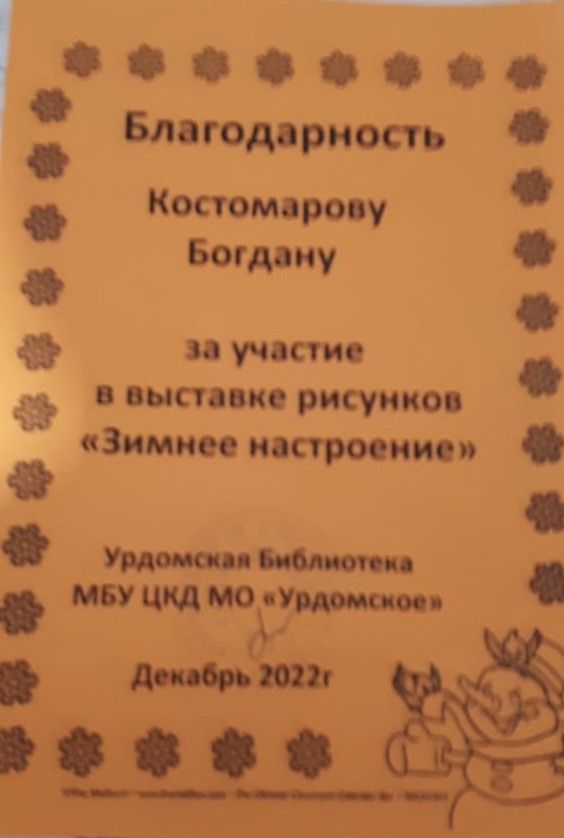 Благодарность
Костомарову
Богдану
за участие
в выставке рисунков
«Зимнее настроение»
Урдомская Библиотека
МБУ ЦКД МО «Урдомское»
Декабрь 2022г